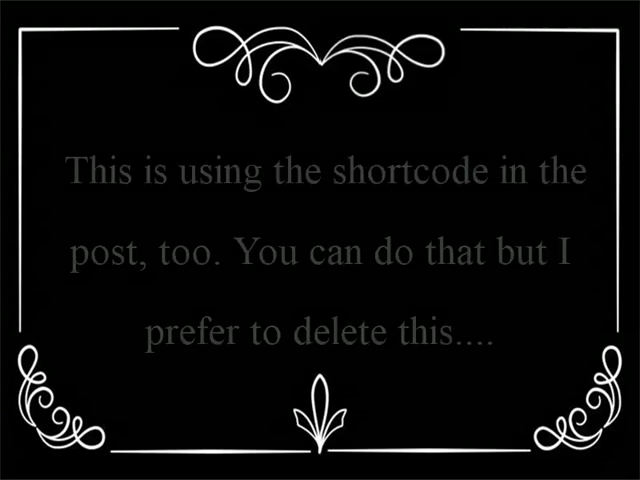 This is using the shortcode in the
post, too. You can do that but I
prefer to delete this....